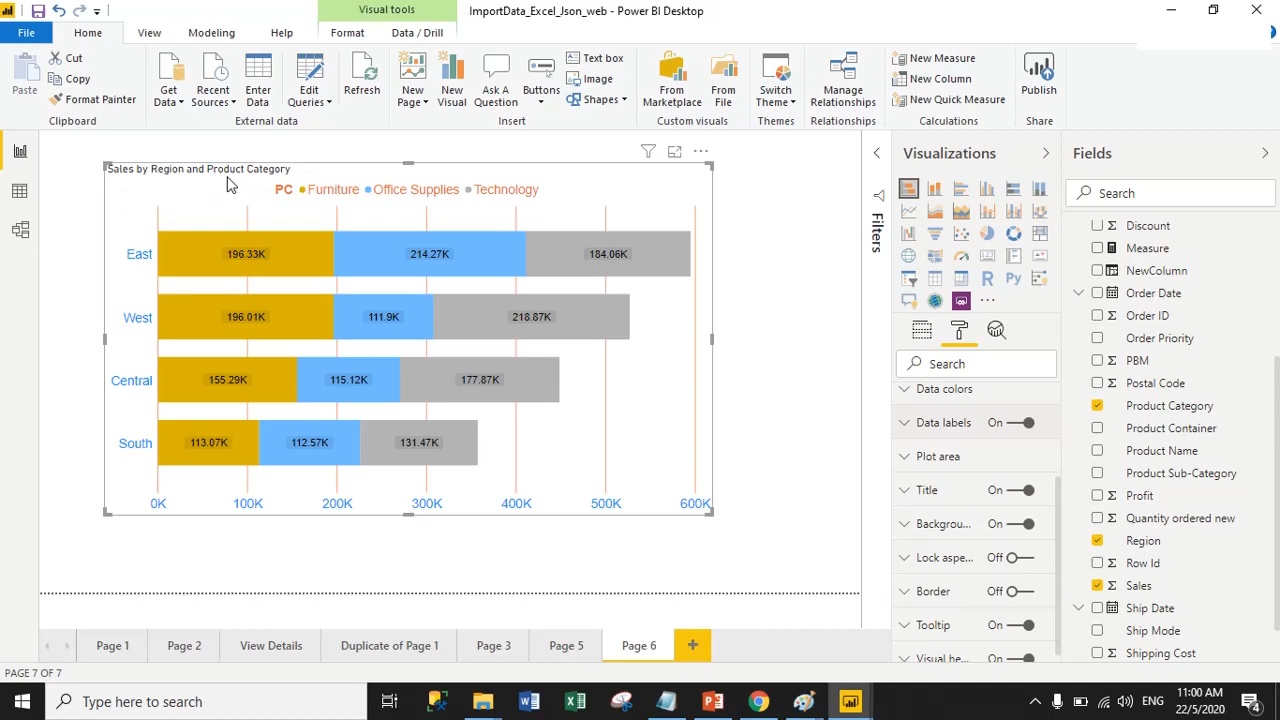 Visual tools
ImportData_Excel_Json_web - Power BI Desktop
File
Home
View
Modeling
Help
Format
Data / Drill
Paste
Cut
Copy
Format Painter
Clipboard
Get Data
Recent Sources
Enter Data
Edit Queries
Refresh
External data
New Page
New Visual
Ask A Question
Buttons
Text box
Image
Shapes
Insert
From Marketplace
From File
Custom visuals
Switch Theme
Themes
Manage Relationships
Relationships
New Measure
New Column
New Quick Measure
Calculations
Publish
Share
Sales by Region and Product Category
PC Furniture Office Supplies Technology
East 196.33K 214.27K 184.06K
West 196.01K 111.9K 218.87K
Central 155.29K 115.12K 177.87K
South 113.07K 112.57K 131.47K
0K 100K 200K 300K 400K 500K 600K
Filters
Visualizations
R
Py
Search
Data colors
Data labels On
Plot area
Title On
Backgrou... On
Lock aspe... Off
Border Off
Tooltip On
Visual he... On
Fields
Search
Discount
Measure
NewColumn
Order Date
Order ID
Order Priority
Σ PBM
Σ Postal Code
Product Category
Product Container
Product Name
Product Sub-Category
Σ Profit
Σ Quantity ordered new
Region
Σ Row Id
Σ Sales
Ship Date
Ship Mode
Σ Shipping Cost
Page 1
Page 2
View Details
Duplicate of Page 1
Page 3
Page 5
Page 6
PAGE 7 OF 7
Type here to search
ENG
11:00 AM
22/5/2020
4